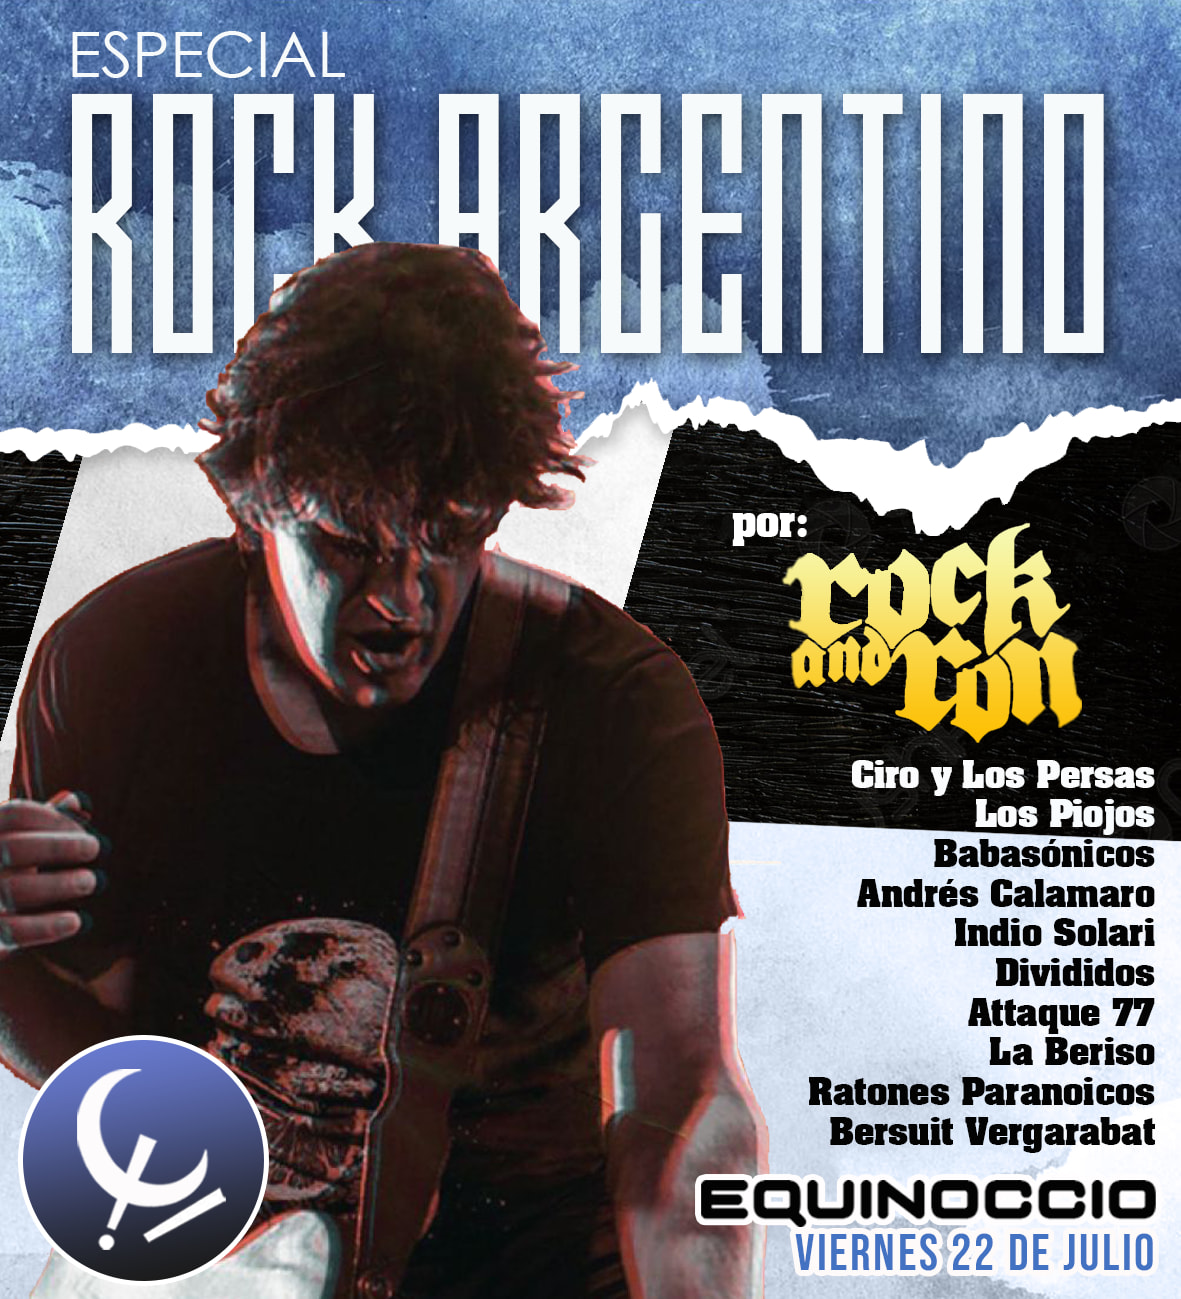 ESPECIAL
ROCK ARGENTINO
por:
rock
and ron
Ciro y Los Persas
Los Piojos
Babasónicos
Andrés Calamaro
Indio Solari
Divididos
Attaque 77
La Beriso
Ratones Paranoicos
Bersuit Vergarabat
EQUINOCCIO
VIERNES 22 DE JULIO